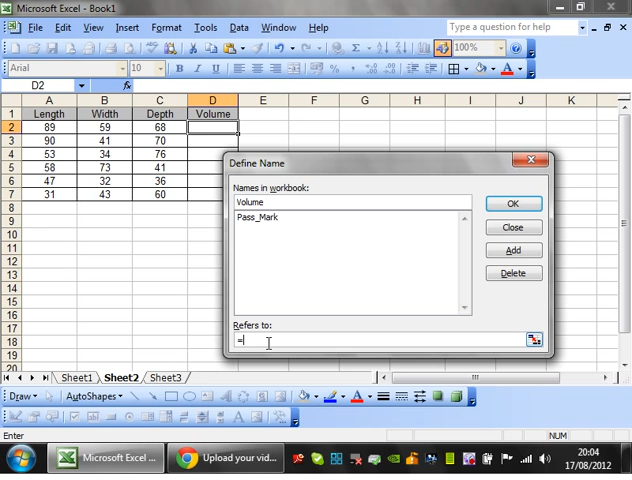 Microsoft Excel - Book1
File Edit View Insert Format Tools Data Window Help
Type a question for help
100%
Arial 10 B I U
D2 fx
A B C D E F G H I J K
1 Length Width Depth Volume
2 89 59 68
3 90 41 70
4 53 34 76
5 58 73 41
6 47 32 36
7 31 43 60
8
9
10
11
12
13
14
15
16
17
18
19
20
Define Name
Names in workbook:
Volume
Pass_Mark
OK
Close
Add
Delete
Refers to:
=
Sheet1 Sheet2 Sheet3
Draw AutoShapes
Enter NUM
Microsoft Excel ... Upload your vid... 20:04
17/08/2012